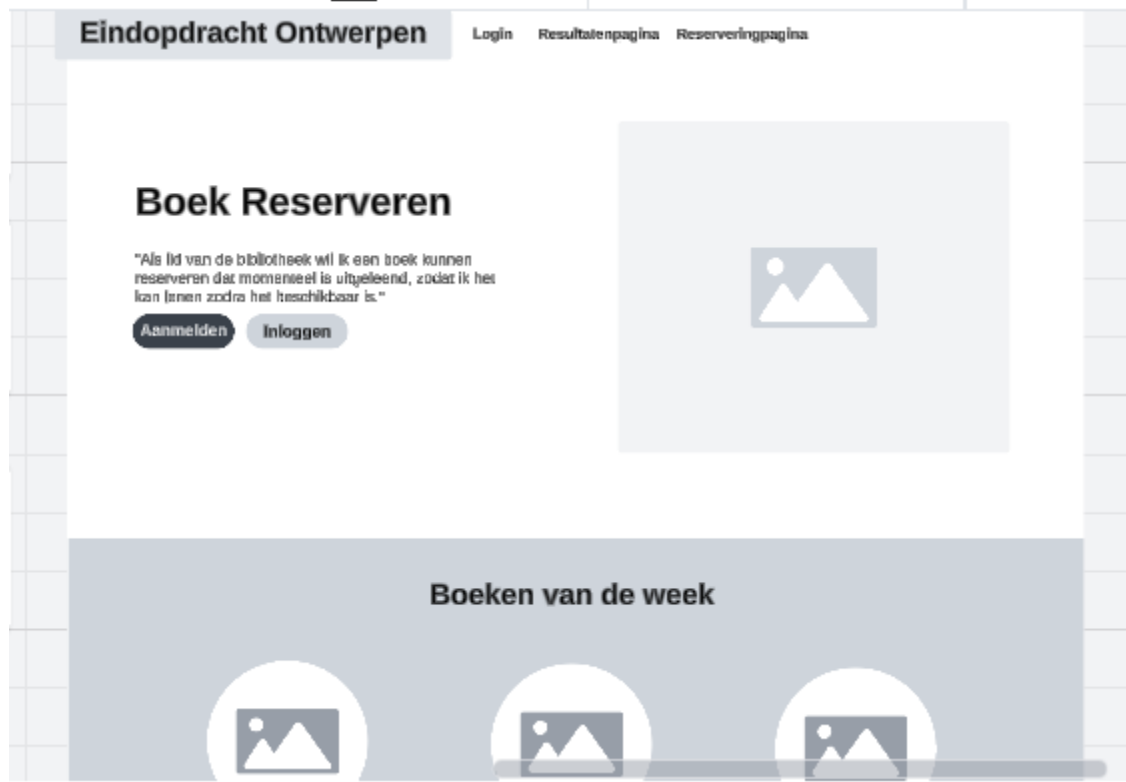 Eindopdracht Ontwerpen
Login Resultatenpagina Reserveringpagina
Boek Reserveren
"Als lid van de bibliotheek wil ik een boek kunnen
reserveren dat momenteel is uitgeleend, zodat ik het
kan lenen zodra het beschikbaar is."
Aanmelden Inloggen
Boeken van de week